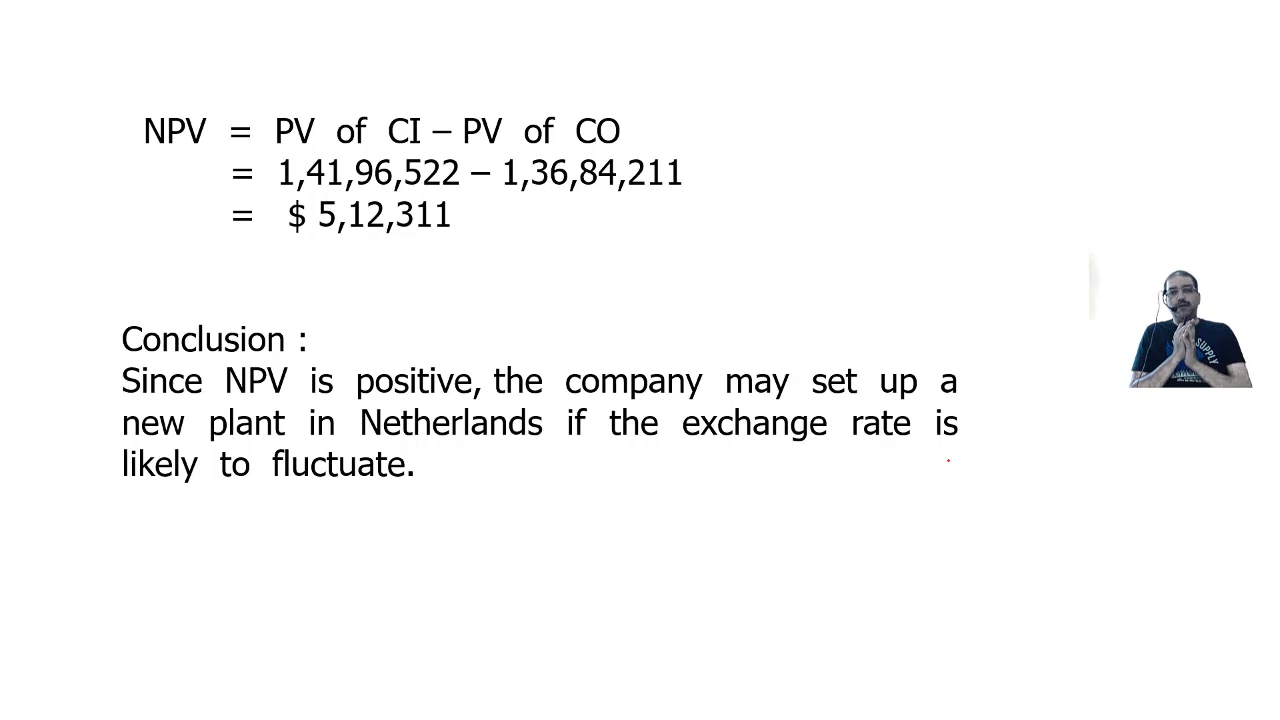 NPV = PV of CI – PV of CO
= 1,41,96,522 – 1,36,84,211
= $ 5,12,311
Conclusion :
Since NPV is positive, the company may set up a
new plant in Netherlands if the exchange rate is
likely to fluctuate.
SUPPLY